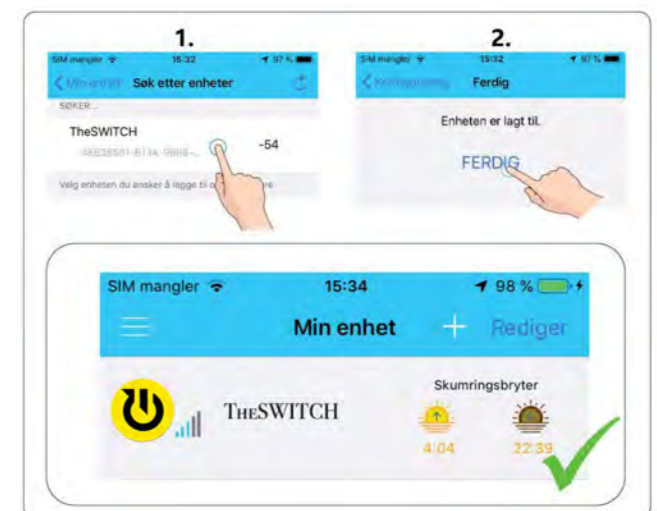 1.
SIM mangler 15:32 97 %
Søk etter enheter
SØKER...
TheSWITCH
-54
Velg enheten du ønsker å legge til
2.
SIM mangler 15:32 97 %
Ferdig
Enheten er lagt til.
FERDIG
SIM mangler 15:34 98 %
Min enhet + Rediger
Skumringsbryter
THESWITCH
4:04 22:39